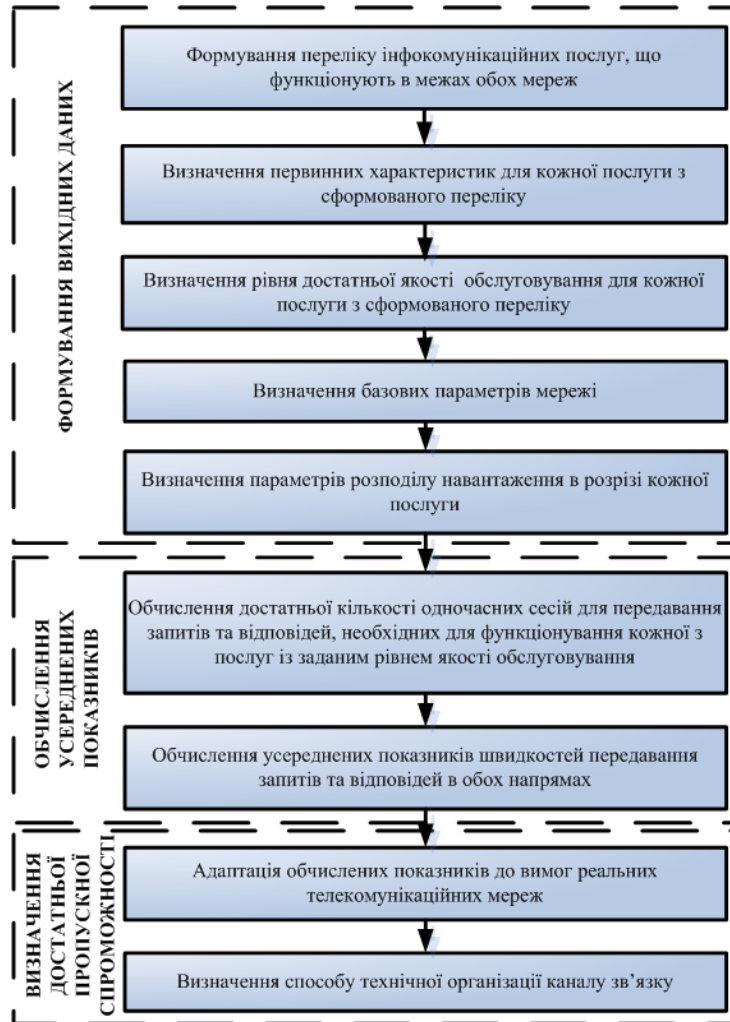 ФОРМУВАННЯ ВИХІДНИХ ДАНИХ
Формування переліку інфокомунікаційних послуг, що
функціонують в межах обох мереж
Визначення первинних характеристик для кожної послуги з
сформованого переліку
Визначення рівня достатньої якості обслуговування для кожної
послуги з сформованого переліку
Визначення базових параметрів мережі
Визначення параметрів розподілу навантаження в розрізі кожної
послуги
ОБЧИСЛЕННЯ
УСЕРЕДНЕНИХ
ПОКАЗНИКІВ
Обчислення достатньої кількості одночасних сесій для передавання
запитів та відповідей, необхідних для функціонування кожної з
послуг із заданим рівнем якості обслуговування
Обчислення усереднених показників швидкостей передавання
запитів та відповідей в обох напрямах
ВИЗНАЧЕННЯ
ДОСТАТНЬОЇ
ПРОПУСКНОЇ
СПРОМОЖНОСТІ
Адаптація обчислених показників до вимог реальних
телекомунікаційних мереж
Визначення способу технічної організації каналу зв’язку